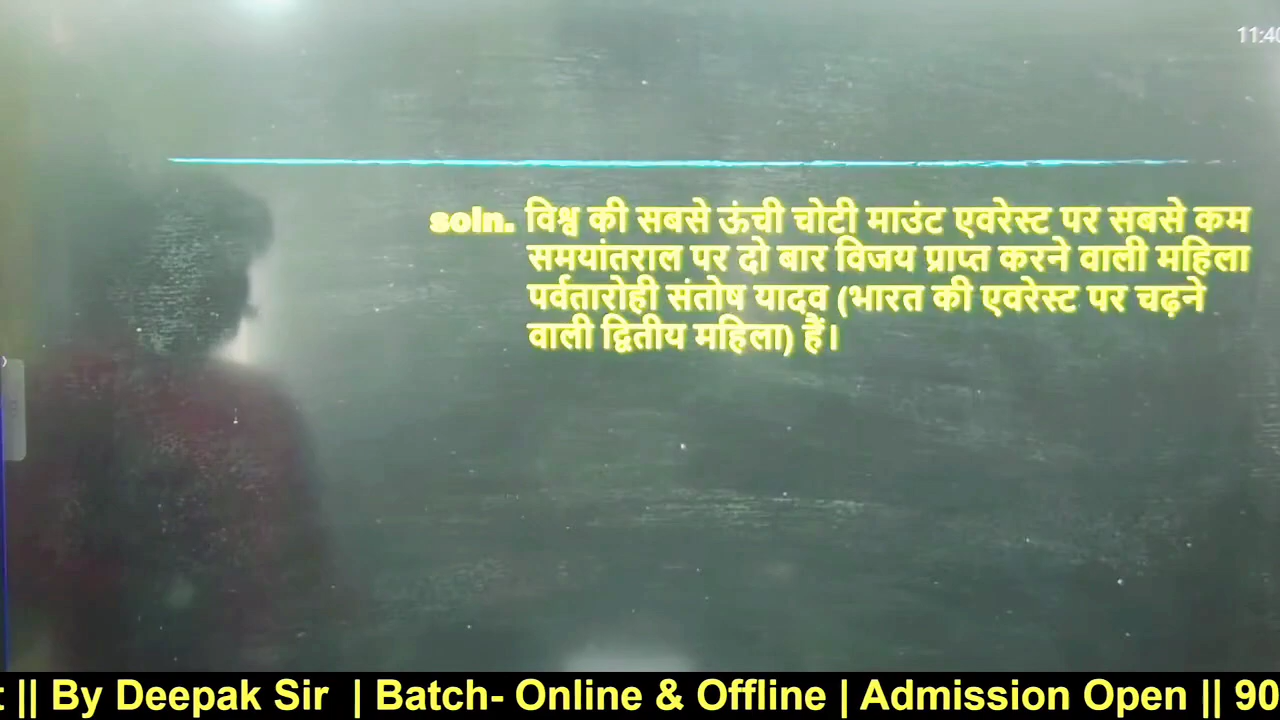 11:40
soln. विश्व की सबसे ऊंची चोटी माउंट एवरेस्ट पर सबसे कम
समयांतराल पर दो बार विजय प्राप्त करने वाली महिला
पर्वतारोही संतोष यादव (भारत की एवरेस्ट पर चढ़ने
वाली द्वितीय महिला) हैं।
|| By Deepak Sir | Batch- Online & Offline | Admission Open || 90